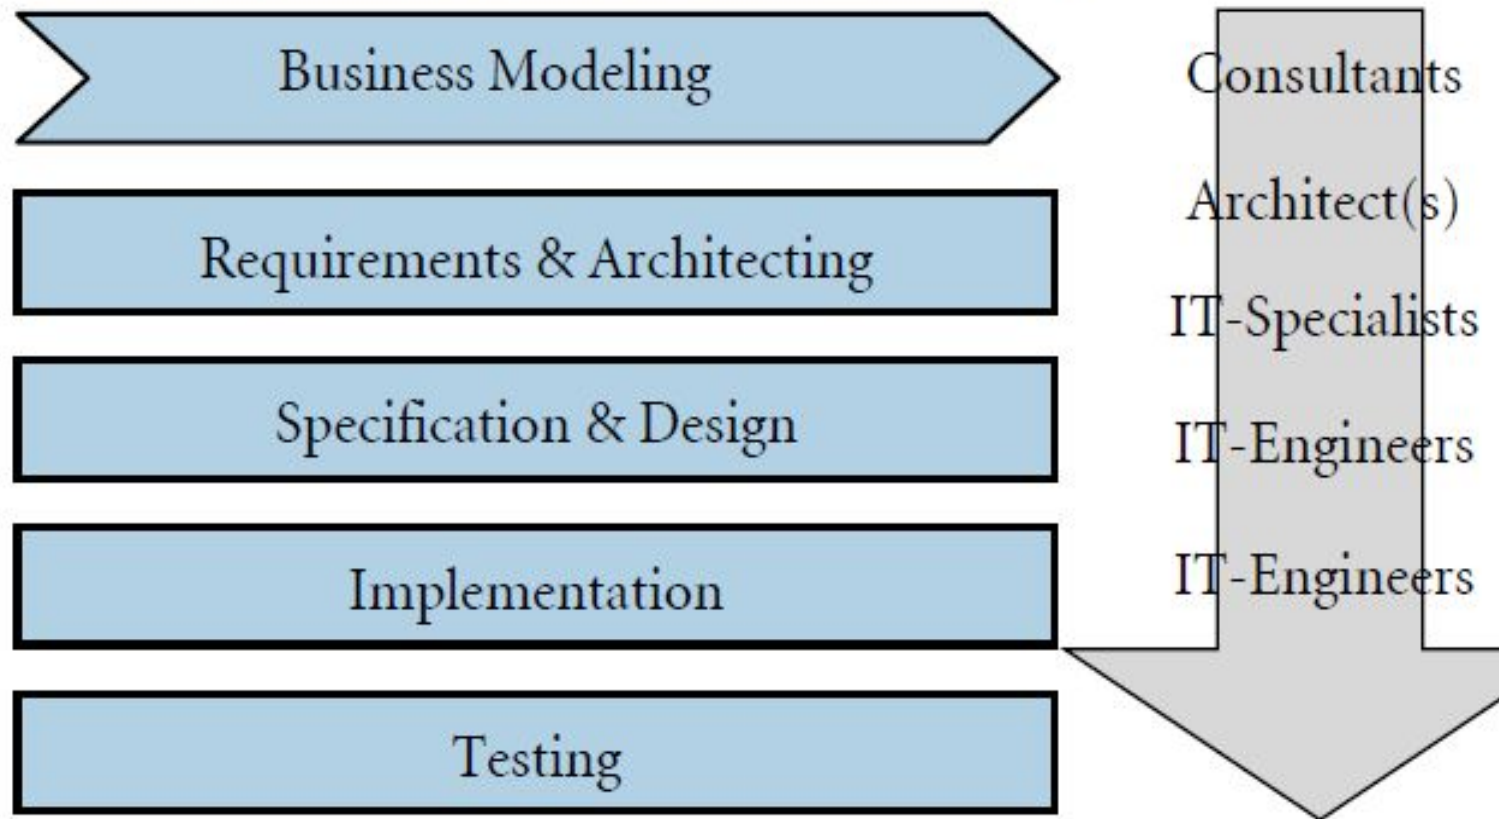 Business Modeling
Consultants
Requirements & Architecting
Architect(s)
Specification & Design
IT-Specialists
Implementation
IT-Engineers
Testing
IT-Engineers